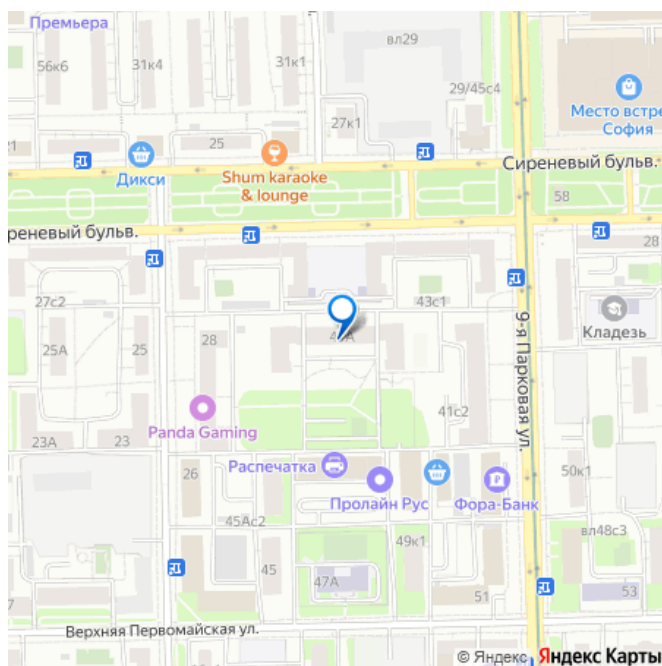 Премьера
56к6
31к4
31к1
вл29
29/45с4
Место встре
София
27к1
21
25
Дикси
Shum karaoke
& lounge
Сиреневый бульв.
58
реневый бульв.
28
27с2
43с1
Кладезь
25А
25
28
9-я Парковая ул.
41с2
Panda Gaming
23А
23
Распечатка
26
Пролайн Рус
Фора-Банк
50к1
45Ас2
49к1
вл48с3
45
47А
51
53
Верхняя Первомайская ул.
© Яндекс Яндекс Карты